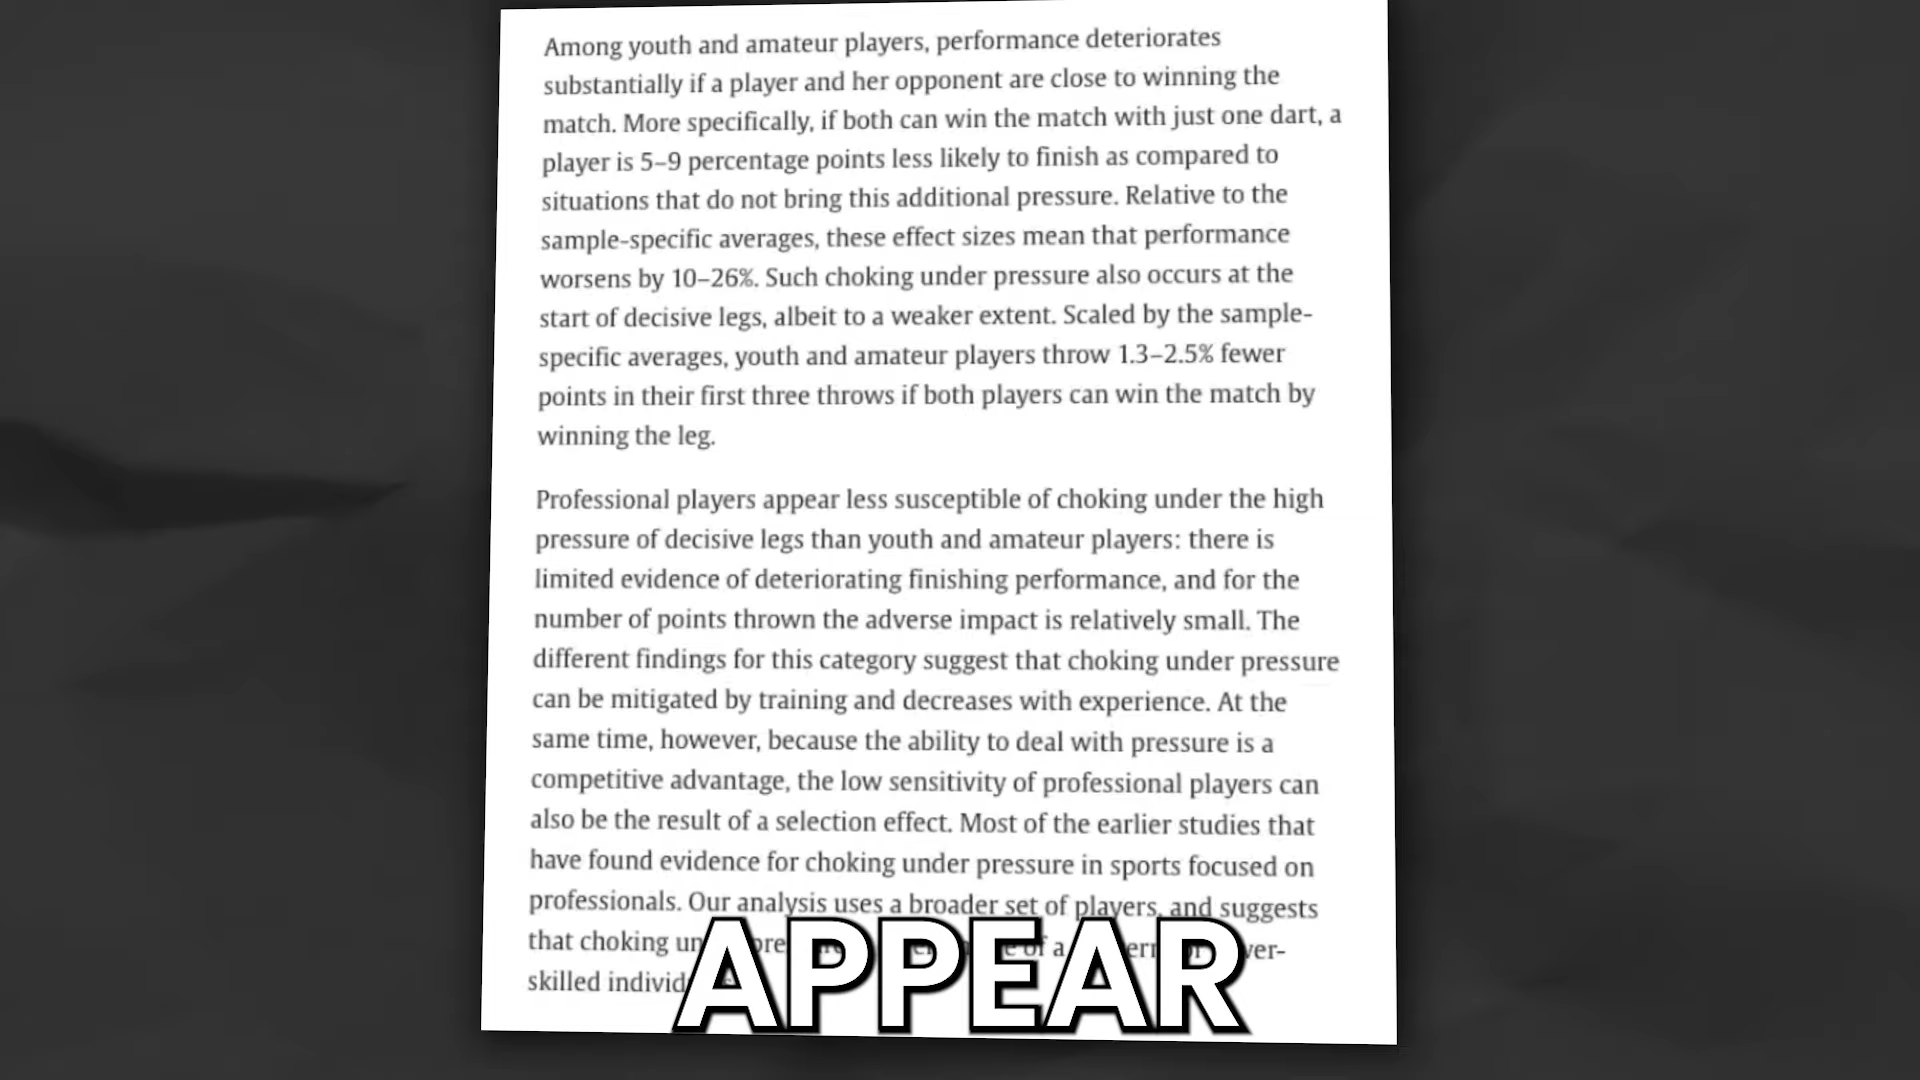 Among youth and amateur players, performance deteriorates
substantially if a player and her opponent are close to winning the
match. More specifically, if both can win the match with just one dart, a
player is 5–9 percentage points less likely to finish as compared to
situations that do not bring this additional pressure. Relative to the
sample-specific averages, these effect sizes mean that performance
worsens by 10–26%. Such choking under pressure also occurs at the
start of decisive legs, albeit to a weaker extent. Scaled by the sample-
specific averages, youth and amateur players throw 1.3–2.5% fewer
points in their first three throws if both players can win the match by
winning the leg.
Professional players appear less susceptible of choking under the high
pressure of decisive legs than youth and amateur players: there is
limited evidence of deteriorating finishing performance, and for the
number of points thrown the adverse impact is relatively small. The
different findings for this category suggest that choking under pressure
can be mitigated by training and decreases with experience. At the
same time, however, because the ability to deal with pressure is a
competitive advantage, the low sensitivity of professional players can
also be the result of a selection effect. Most of the earlier studies that
have found evidence for choking under pressure in sports focused on
professionals. Our analysis uses a broader set of players, and suggests
that choking of a
skilled
APPEAR